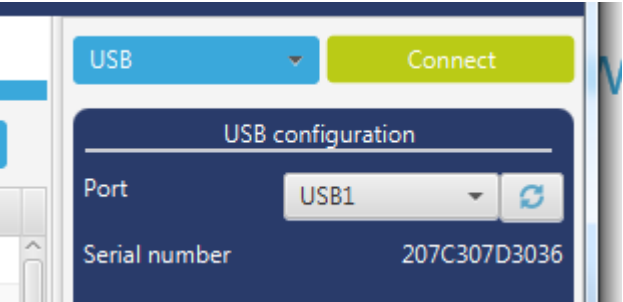 USB
Connect
USB configuration
Port
USB1
Serial number
207C307D3036